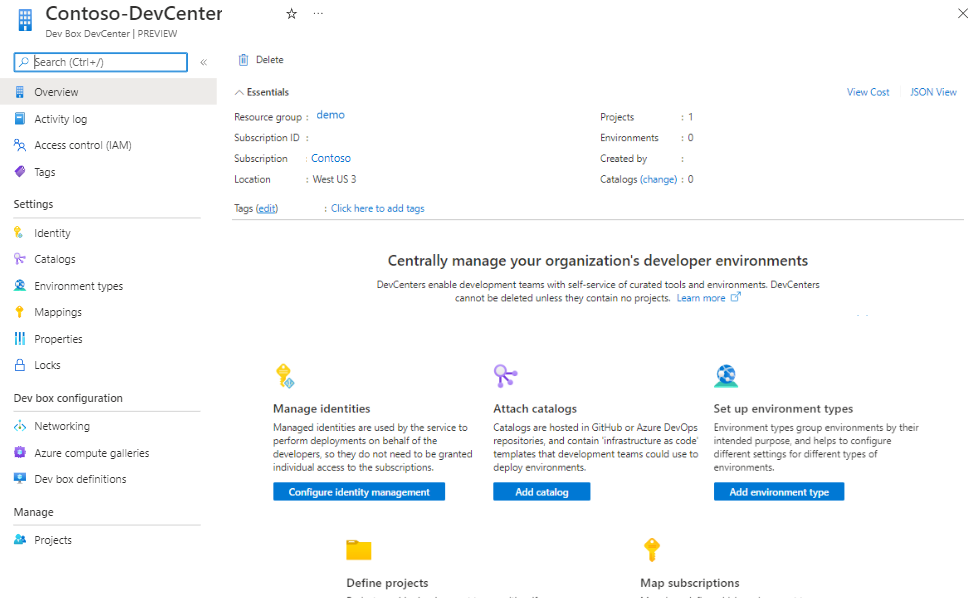 Contoso-DevCenter
Dev Box DevCenter | PREVIEW
Search (Ctrl+/)
Overview
Activity log
Access control (IAM)
Tags
Settings
Identity
Catalogs
Environment types
Mappings
Properties
Locks
Dev box configuration
Networking
Azure compute galleries
Dev box definitions
Manage
Projects
Delete
Essentials
View Cost
JSON View
Resource group : demo
Subscription ID :
Subscription : Contoso
Location : West US 3
Tags (edit) : Click here to add tags
Projects : 1
Environments : 0
Created by :
Catalogs (change) : 0
Centrally manage your organization's developer environments
DevCenters enable development teams with self-service of curated tools and environments. DevCenters
cannot be deleted unless they contain no projects. Learn more
Manage identities
Managed identities are used by the service to
perform deployments on behalf of the
developers, so they do not need to be granted
individual access to the subscriptions.
Configure identity management
Attach catalogs
Catalogs are hosted in GitHub or Azure DevOps
repositories, and contain 'infrastructure as code'
templates that development teams could use to
deploy environments.
Add catalog
Set up environment types
Environment types group environments by their
intended purpose, and helps to configure
different settings for different types of
environments.
Add environment type
Define projects
Map subscriptions